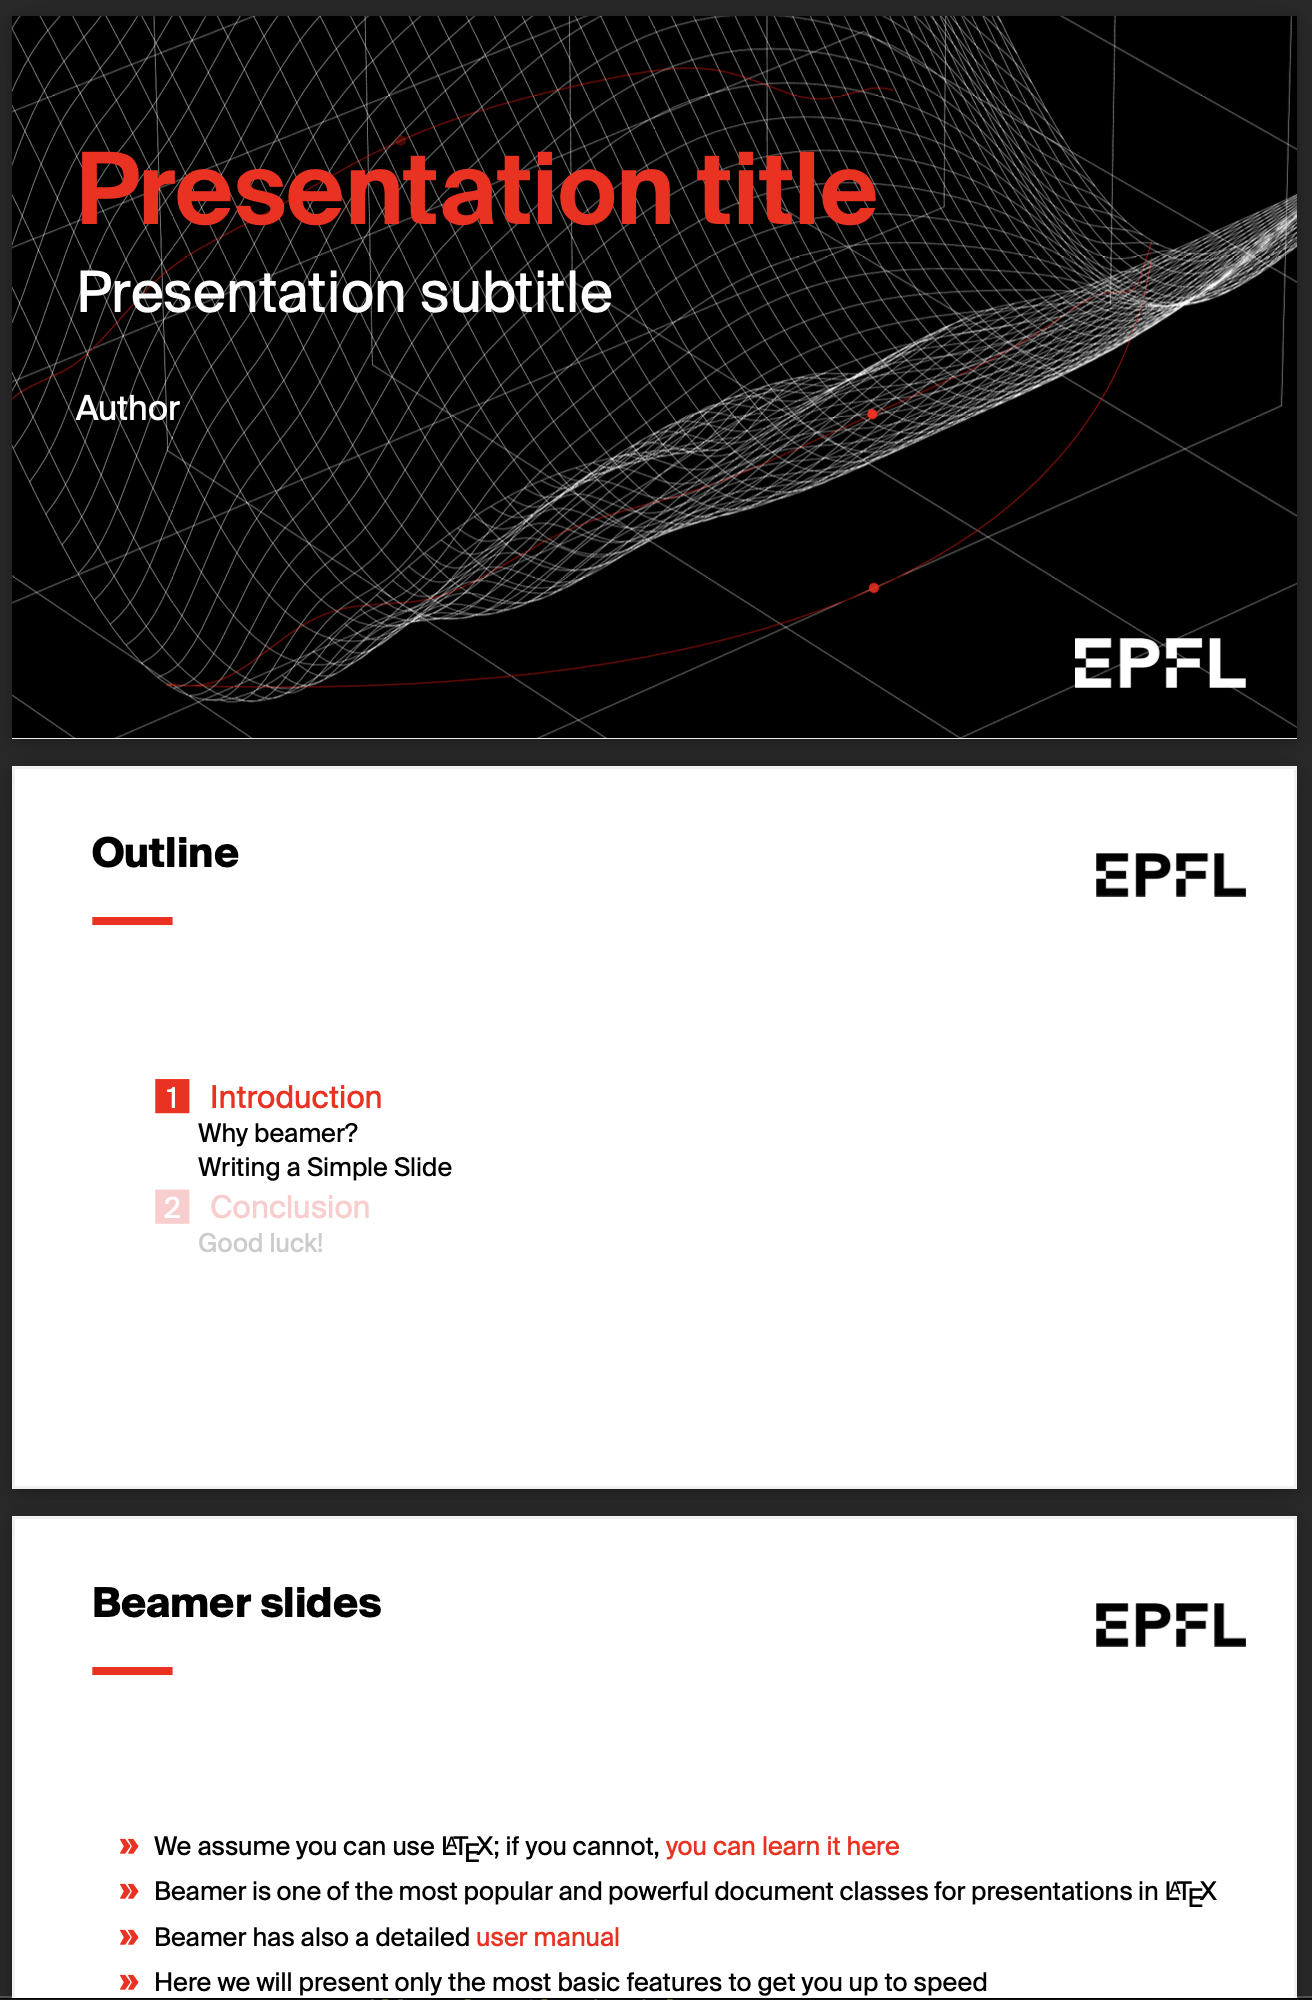 Presentation title
Presentation subtitle
Author
EPFL
Outline
EPFL
1 Introduction
Why beamer?
Writing a Simple Slide
2 Conclusion
Good luck!
Beamer slides
EPFL
» We assume you can use LATEX; if you cannot, you can learn it here
» Beamer is one of the most popular and powerful document classes for presentations in LATEX
» Beamer has also a detailed user manual
» Here we will present only the most basic features to get you up to speed